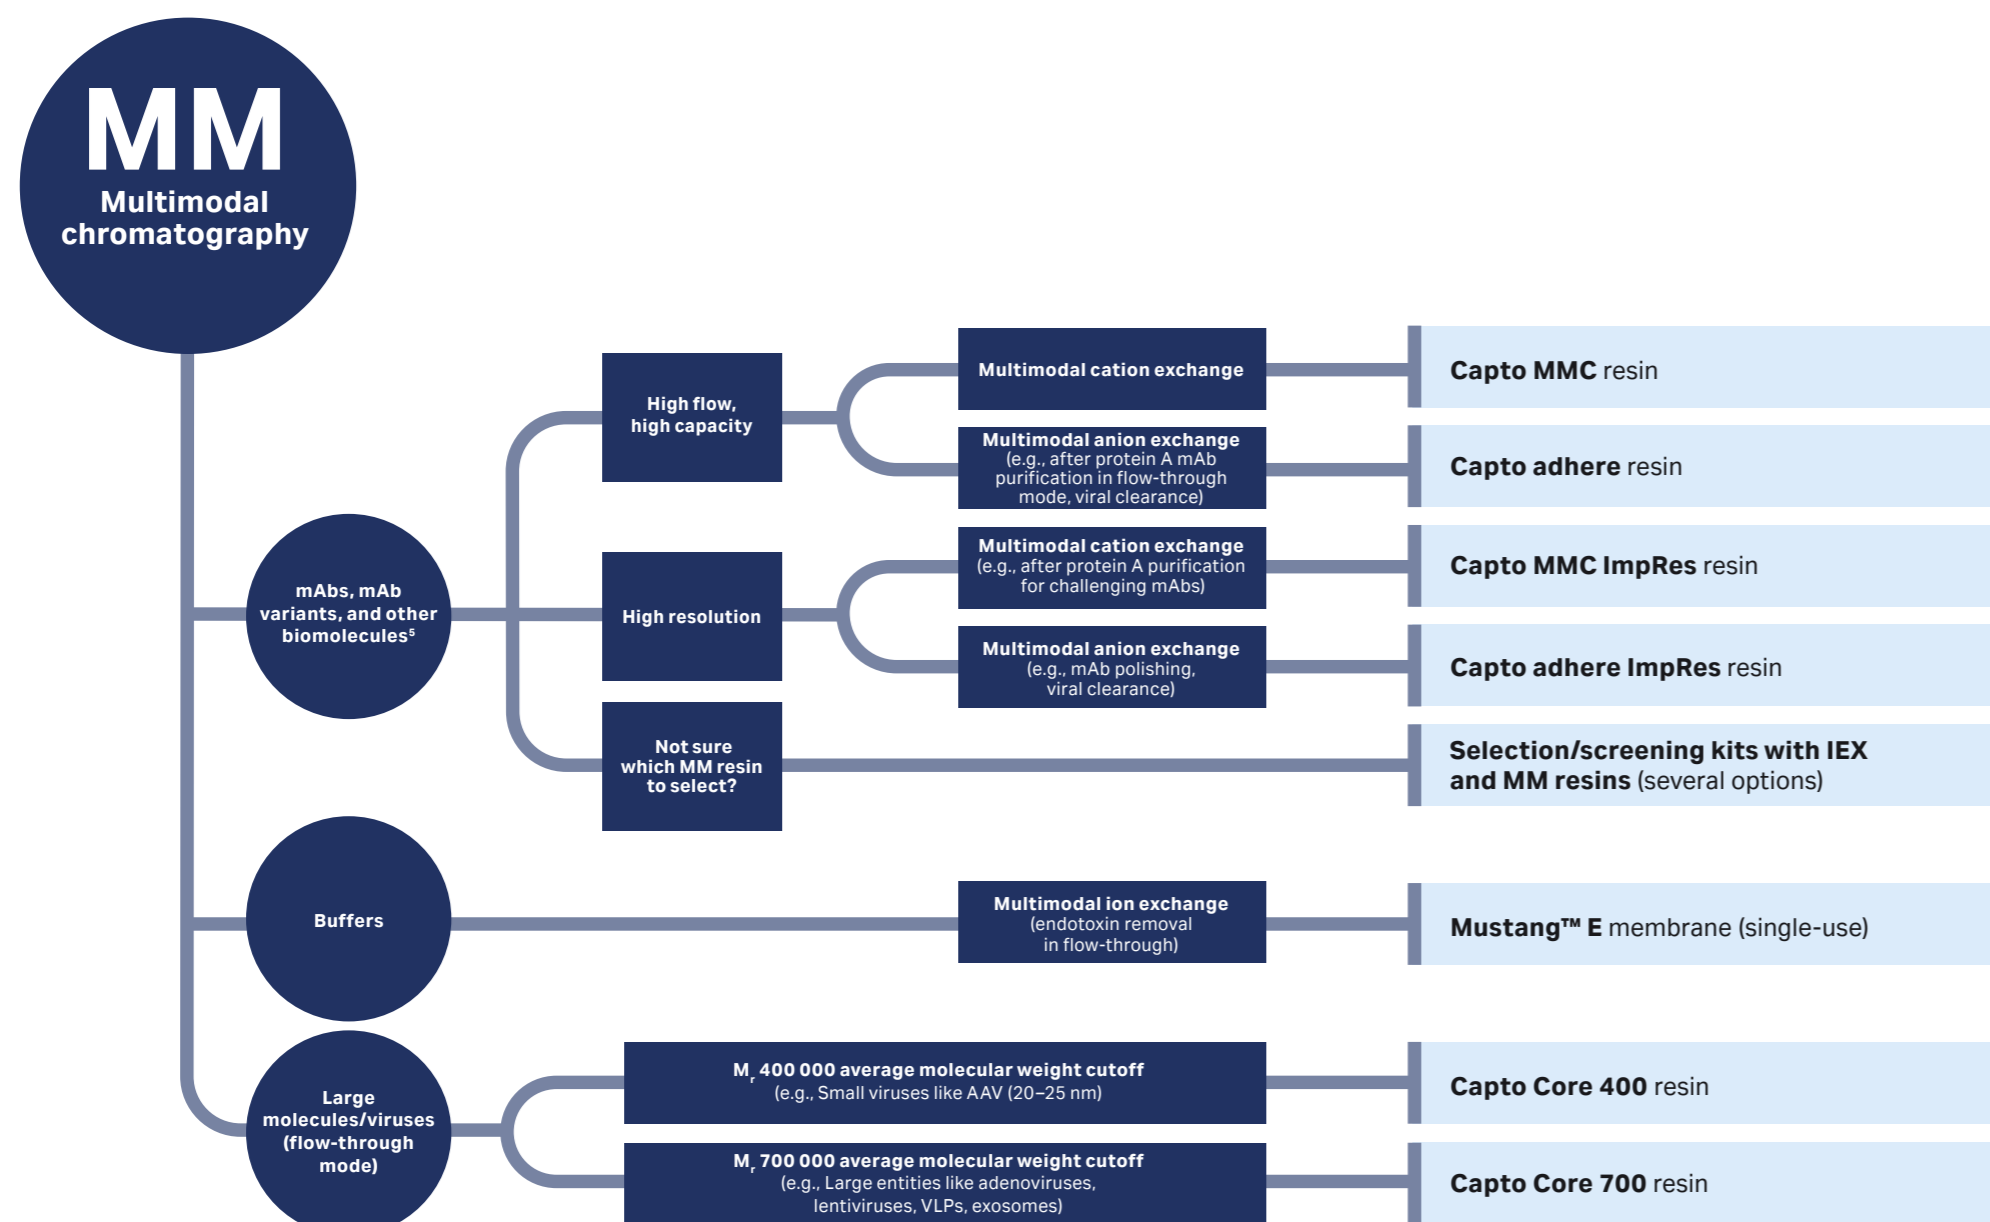 MM
Multimodal
chromatography
mAbs, mAb
variants, and other
biomolecules⁵
High flow,
high capacity
Multimodal cation exchange
Capto MMC resin
Multimodal anion exchange
(e.g., after protein A mAb
purification in flow-through
mode, viral clearance)
Capto adhere resin
High resolution
Multimodal cation exchange
(e.g., after protein A purification
for challenging mAbs)
Capto MMC ImpRes resin
Multimodal anion exchange
(e.g., mAb polishing,
viral clearance)
Capto adhere ImpRes resin
Not sure
which MM resin
to select?
Selection/screening kits with IEX
and MM resins (several options)
Buffers
Multimodal ion exchange
(endotoxin removal
in flow-through)
Mustang™ E membrane (single-use)
Large
molecules/viruses
(flow-through
mode)
Mᵣ 400 000 average molecular weight cutoff
(e.g., Small viruses like AAV (20–25 nm)
Capto Core 400 resin
Mᵣ 700 000 average molecular weight cutoff
(e.g., Large entities like adenoviruses,
lentiviruses, VLPs, exosomes)
Capto Core 700 resin